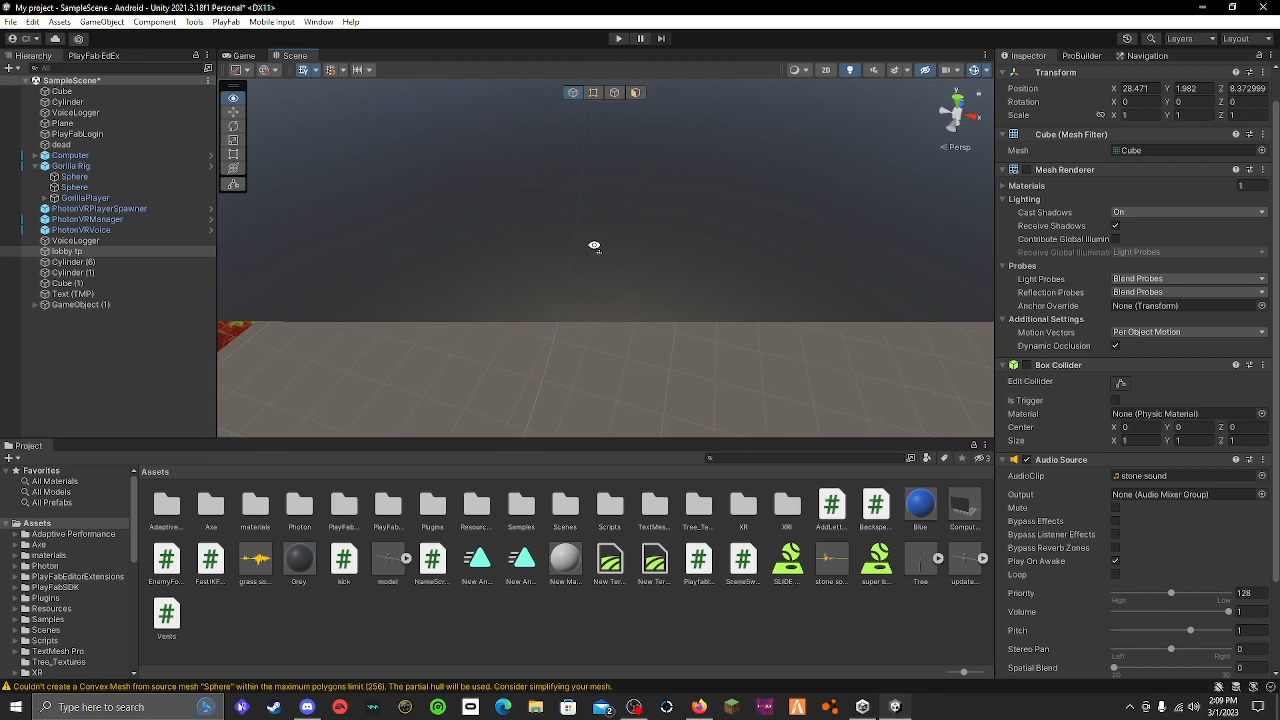 My project - SampleScene - Android - Unity 2021.3.18f1 Personal* <DX11>
File Edit Assets GameObject Component Tools PlayFab Mobile Input Window Help
CI Layers Layout
Hierarchy PlayFab EdEx Game Scene Inspector ProBuilder Navigation
All 2D
SampleScene*
Cube
Cylinder
VoiceLogger
Plane
PlayFabLogin
dead
Computer
Gorilla Rig
Sphere
Sphere
GorillaPlayer
PhotonVRPlayerSpawner
PhotonVRManager
PhotonVRVoice
VoiceLogger
lobby tp
Cylinder (6)
Cylinder (1)
Cube (1)
Text (TMP)
GameObject (1)
y
x
Persp
Transform
Position X 28.471 Y 1.982 Z 8.272998
Rotation X 0 Y 0 Z 0
Scale X 1 Y 1 Z 1
Cube (Mesh Filter)
Mesh Cube
Mesh Renderer
Materials 1
Lighting
Cast Shadows On
Receive Shadows
Contribute Global Illumin
Receive Global Illuminati Light Probes
Probes
Light Probes Blend Probes
Reflection Probes Blend Probes
Anchor Override None (Transform)
Additional Settings
Motion Vectors Per Object Motion
Dynamic Occlusion
Box Collider
Edit Collider
Is Trigger
Material None (Physic Material)
Center X 0 Y 0 Z 0
Size X 1 Y 1 Z 1
Audio Source
AudioClip stone sound
Output None (Audio Mixer Group)
Mute
Bypass Effects
Bypass Listener Effects
Bypass Reverb Zones
Play On Awake
Loop
Priority 128
High Low
Volume 1
Pitch 1
Stereo Pan 0
Left Right
Spatial Blend 0
2D 3D
Project
3
Favorites
All Materials
All Models
All Prefabs
Assets
Adaptive Performance
Axe
materials
Photon
PlayFabEditorExtensions
PlayFabSDK
Plugins
Resources
Samples
Scenes
Scripts
TextMesh Pro
Tree_Textures
XR
Assets
Adaptive... Axe materials Photon PlayFab... PlayFab... Plugins Resourc... Samples Scenes Scripts TextMes... Tree_Te... XR XRI AddLett... Backspa... Blue Comput...
EnemyFo... FastIKF... grass so... Grey kick model NameScr... New An... New An... New Ma... New Ter... New Ter... Playfabl... SceneSw... SLIDE... stone so... super b... Tree update...
Vents
Couldn't create a Convex Mesh from source mesh "Sphere" within the maximum polygons limit (256). The partial hull will be used. Consider simplifying your mesh.
Type here to search
2:09 PM
3/1/2023